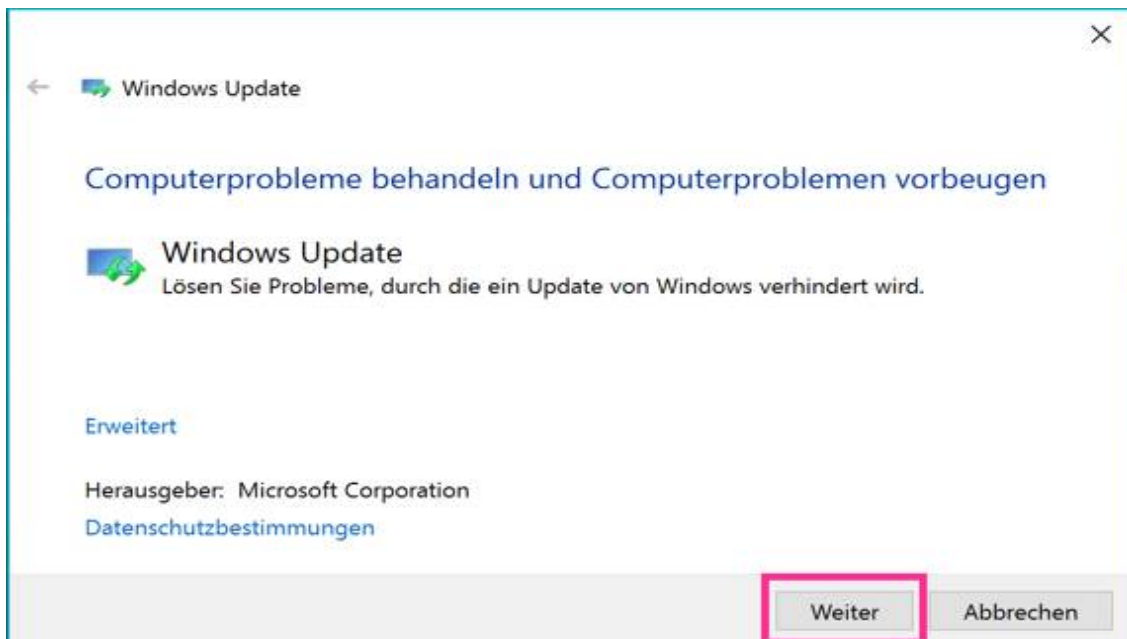 Windows Update
Computerprobleme behandeln und Computerproblemen vorbeugen
Windows Update
Lösen Sie Probleme, durch die ein Update von Windows verhindert wird.
Erweitert
Herausgeber: Microsoft Corporation
Datenschutzbestimmungen
Weiter Abbrechen